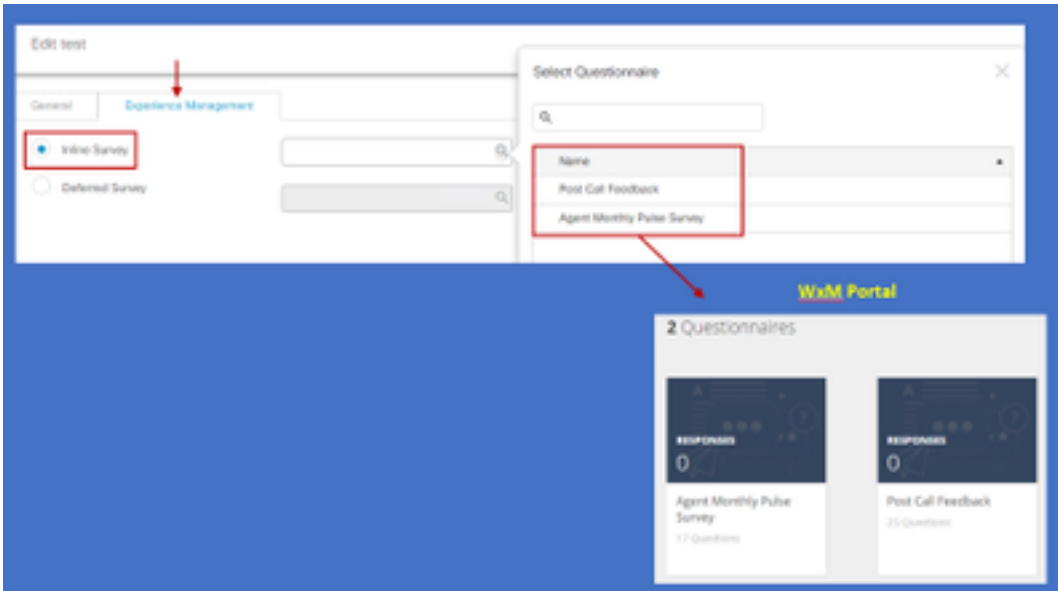 Edit test
General
Experience Management
Inline Survey
Deferred Survey
Select Questionnaire
Name
Post Call Feedback
Agent Monthly Pulse Survey
WxM Portal
2 Questionnaires
RESPONSES
0
Agent Monthly Pulse
Survey
17 Questions
RESPONSES
0
Post Call Feedback
25 Questions